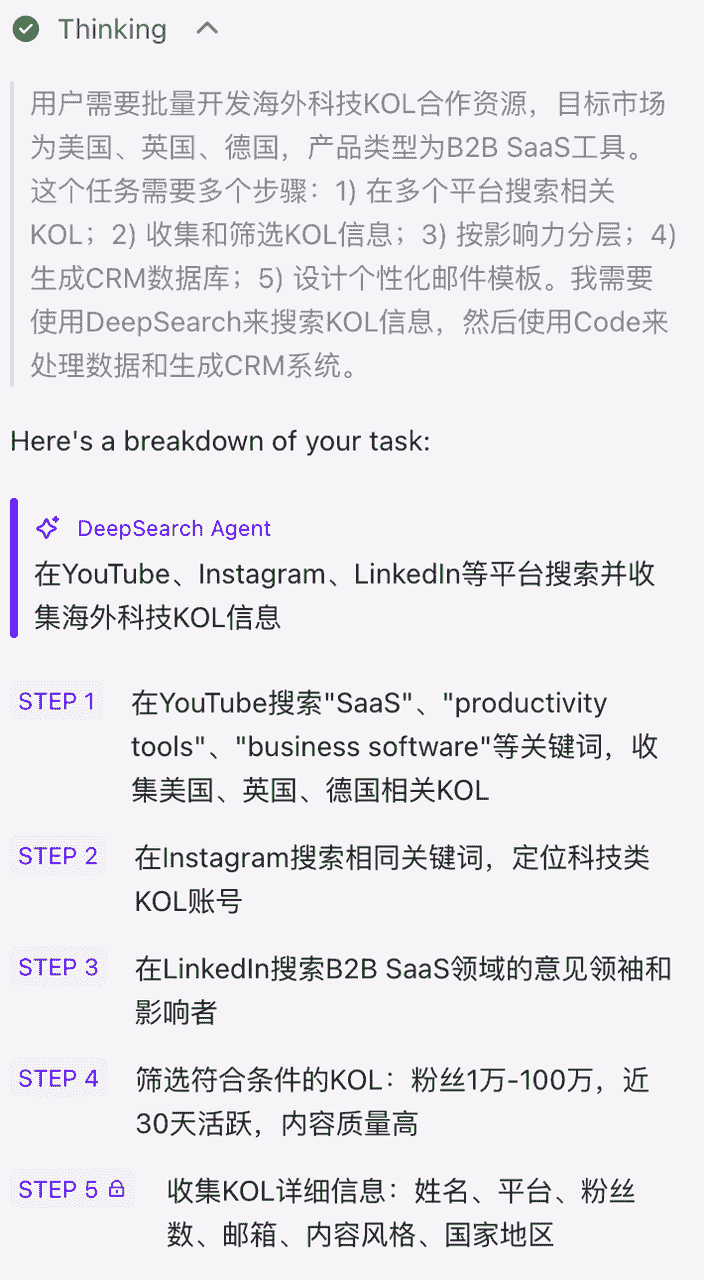 Thinking
用户需要批量开发海外科技KOL合作资源，目标市场
为美国、英国、德国，产品类型为B2B SaaS工具。
这个任务需要多个步骤：1) 在多个平台搜索相关
KOL；2) 收集和筛选KOL信息；3) 按影响力分层；4)
生成CRM数据库；5) 设计个性化邮件模板。我需要
使用DeepSearch来搜索KOL信息，然后使用Code来
处理数据和生成CRM系统。
Here's a breakdown of your task:
DeepSearch Agent
在YouTube、Instagram、LinkedIn等平台搜索并收
集海外科技KOL信息
STEP 1
在YouTube搜索"SaaS"、"productivity
tools"、"business software"等关键词，收
集美国、英国、德国相关KOL
STEP 2
在Instagram搜索相同关键词，定位科技类
KOL账号
STEP 3
在LinkedIn搜索B2B SaaS领域的意见领袖和
影响者
STEP 4
筛选符合条件的KOL：粉丝1万-100万，近
30天活跃，内容质量高
STEP 5
收集KOL详细信息：姓名、平台、粉丝
数、邮箱、内容风格、国家地区